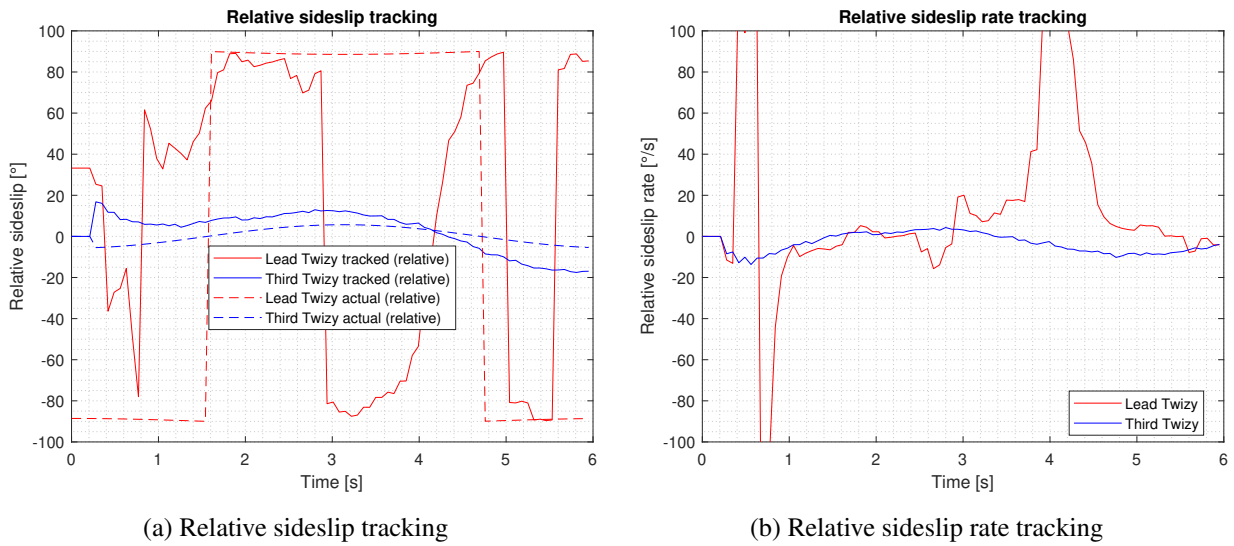 Relative sideslip tracking
100
80
60
40
20
0
-20
-40
-60
-80
-100
Relative sideslip [°]
Lead Twizy tracked (relative)
Third Twizy tracked (relative)
Lead Twizy actual (relative)
Third Twizy actual (relative)
0 1 2 3 4 5 6
Time [s]
(a) Relative sideslip tracking
Relative sideslip rate tracking
100
80
60
40
20
0
-20
-40
-60
-80
-100
Relative sideslip rate [°/s]
Lead Twizy
Third Twizy
0 1 2 3 4 5 6
Time [s]
(b) Relative sideslip rate tracking